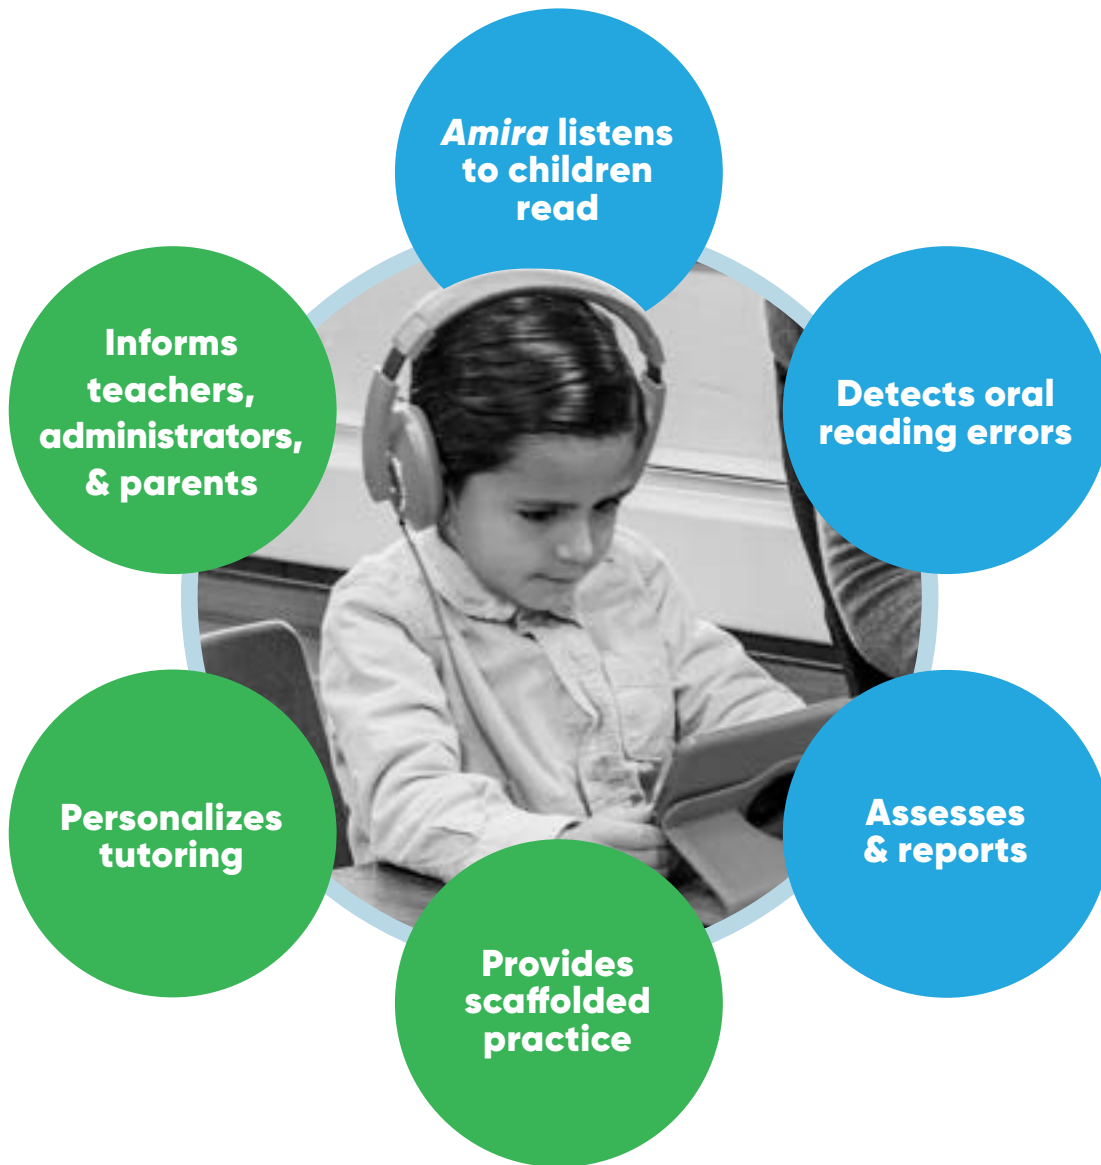 Amira listens
to children
read
Detects oral
reading errors
Assesses
& reports
Provides
scaffolded
practice
Personalizes
tutoring
Informs
teachers,
administrators,
& parents